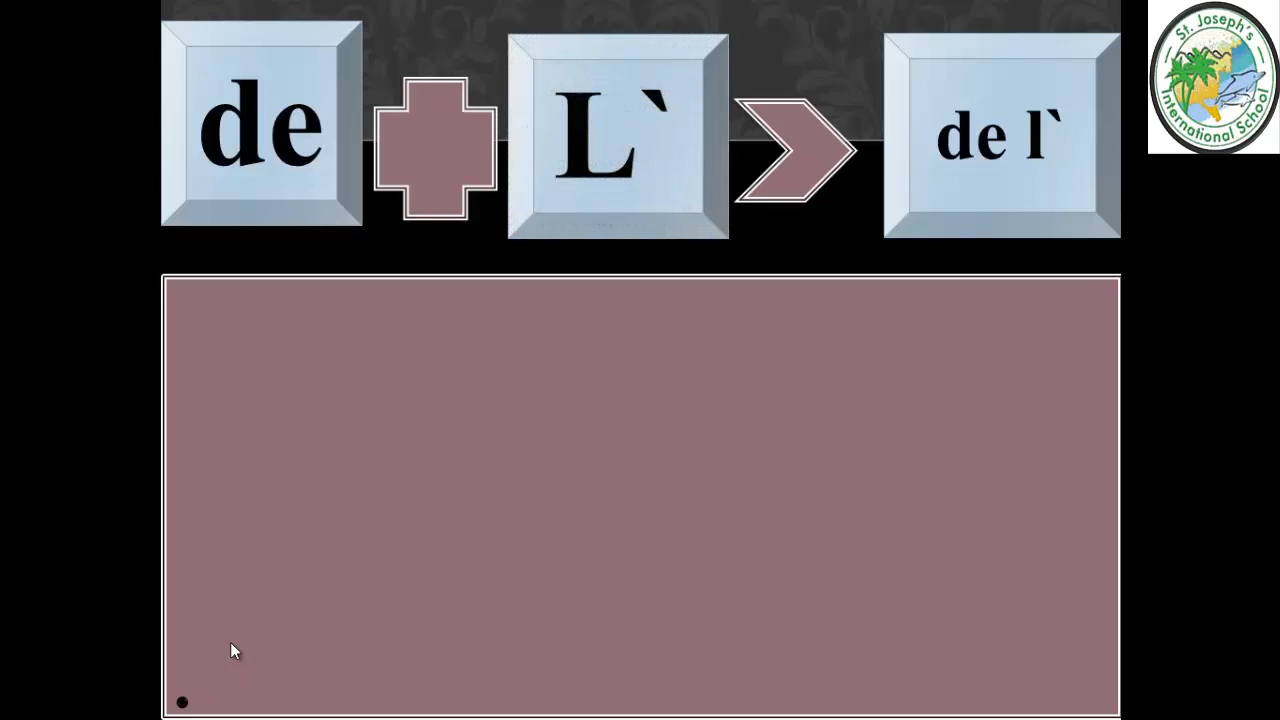 de L` de l`
St. Joseph's
International School